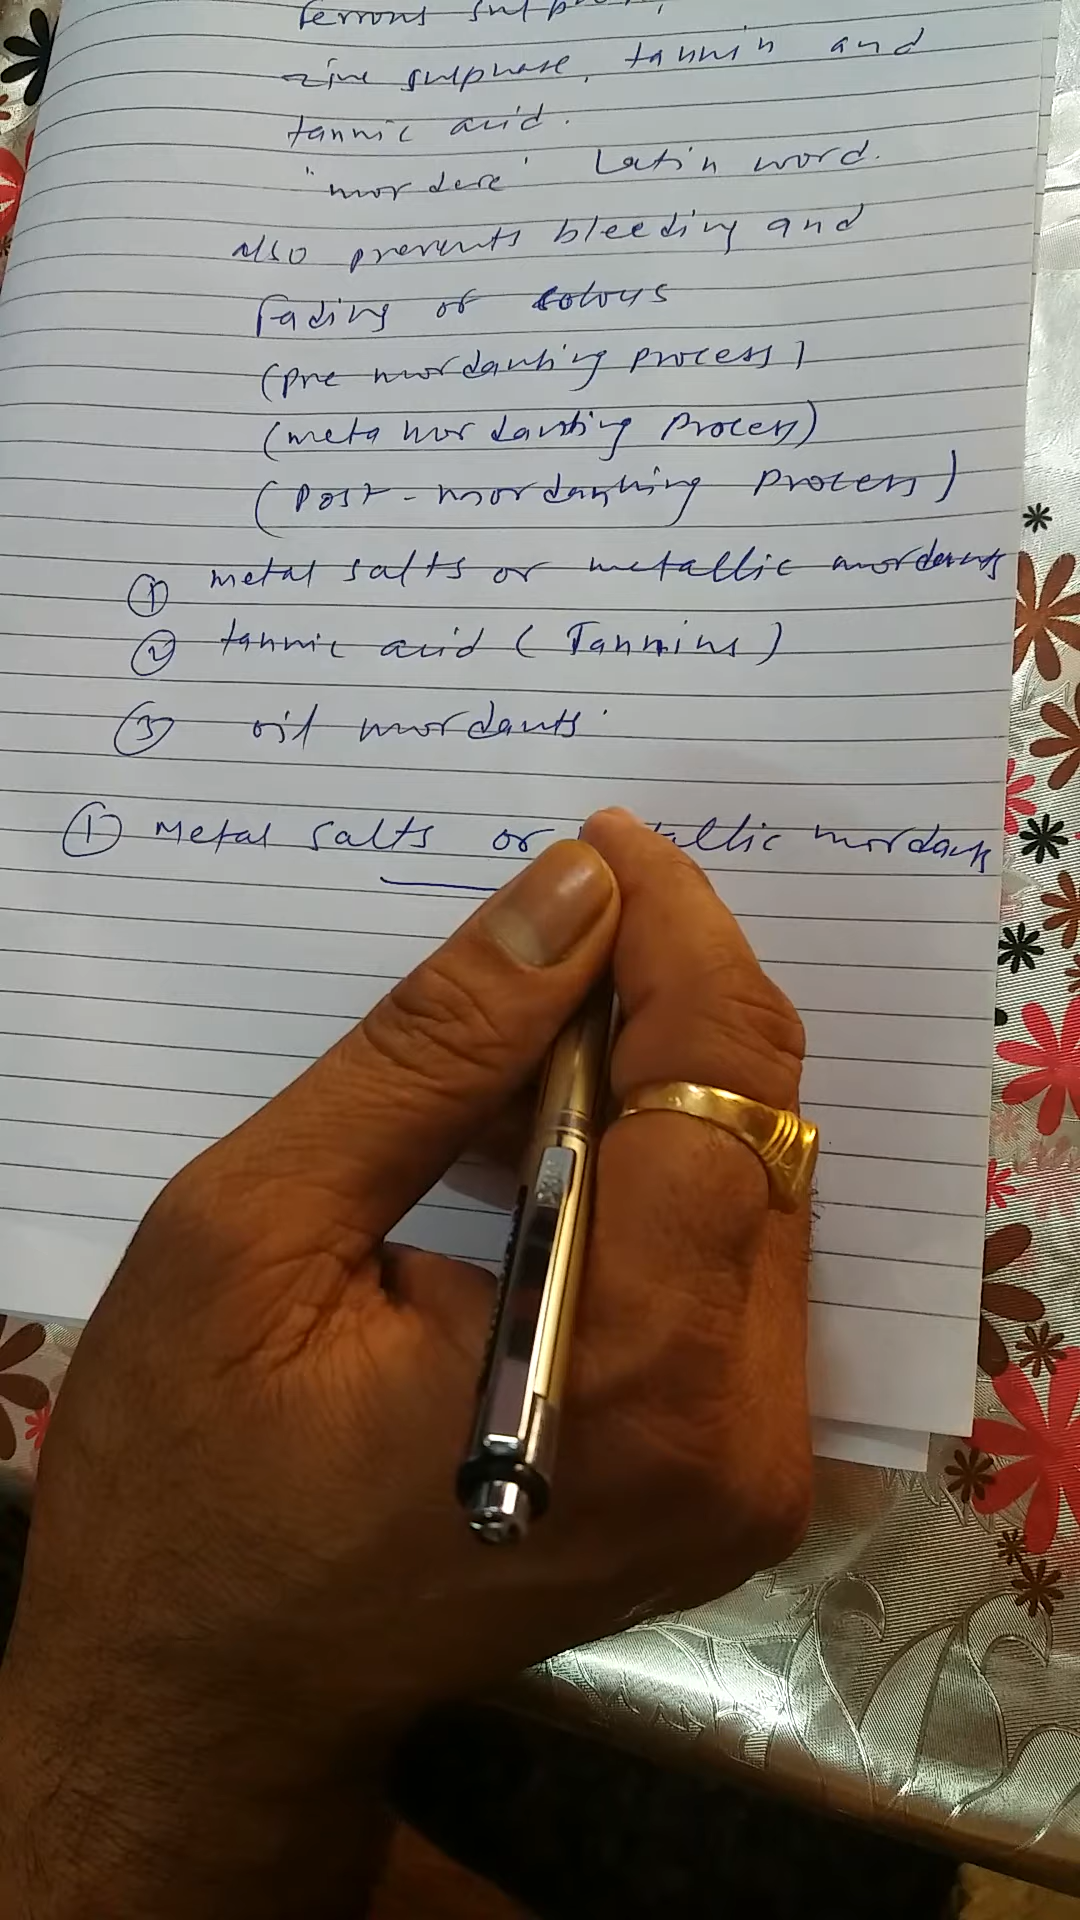 Ferrous
zinc sulphate, tannin and
tannic acid.
"mordere" Latin word.
also prevents bleeding and
fading of colours
(pre mordanting process)
(meta mordanting process)
(post-mordanting process)
① metal salts or metallic mordants
② tannic acid (Tannins)
③ oil mordants.
① Metal salts or mordants